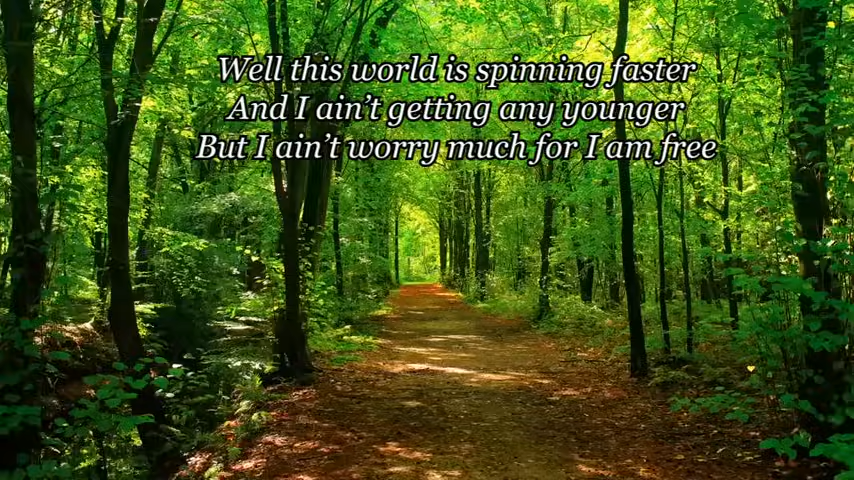 Well this world is spinning faster
And I ain't getting any younger
But I ain't worry much for I am free